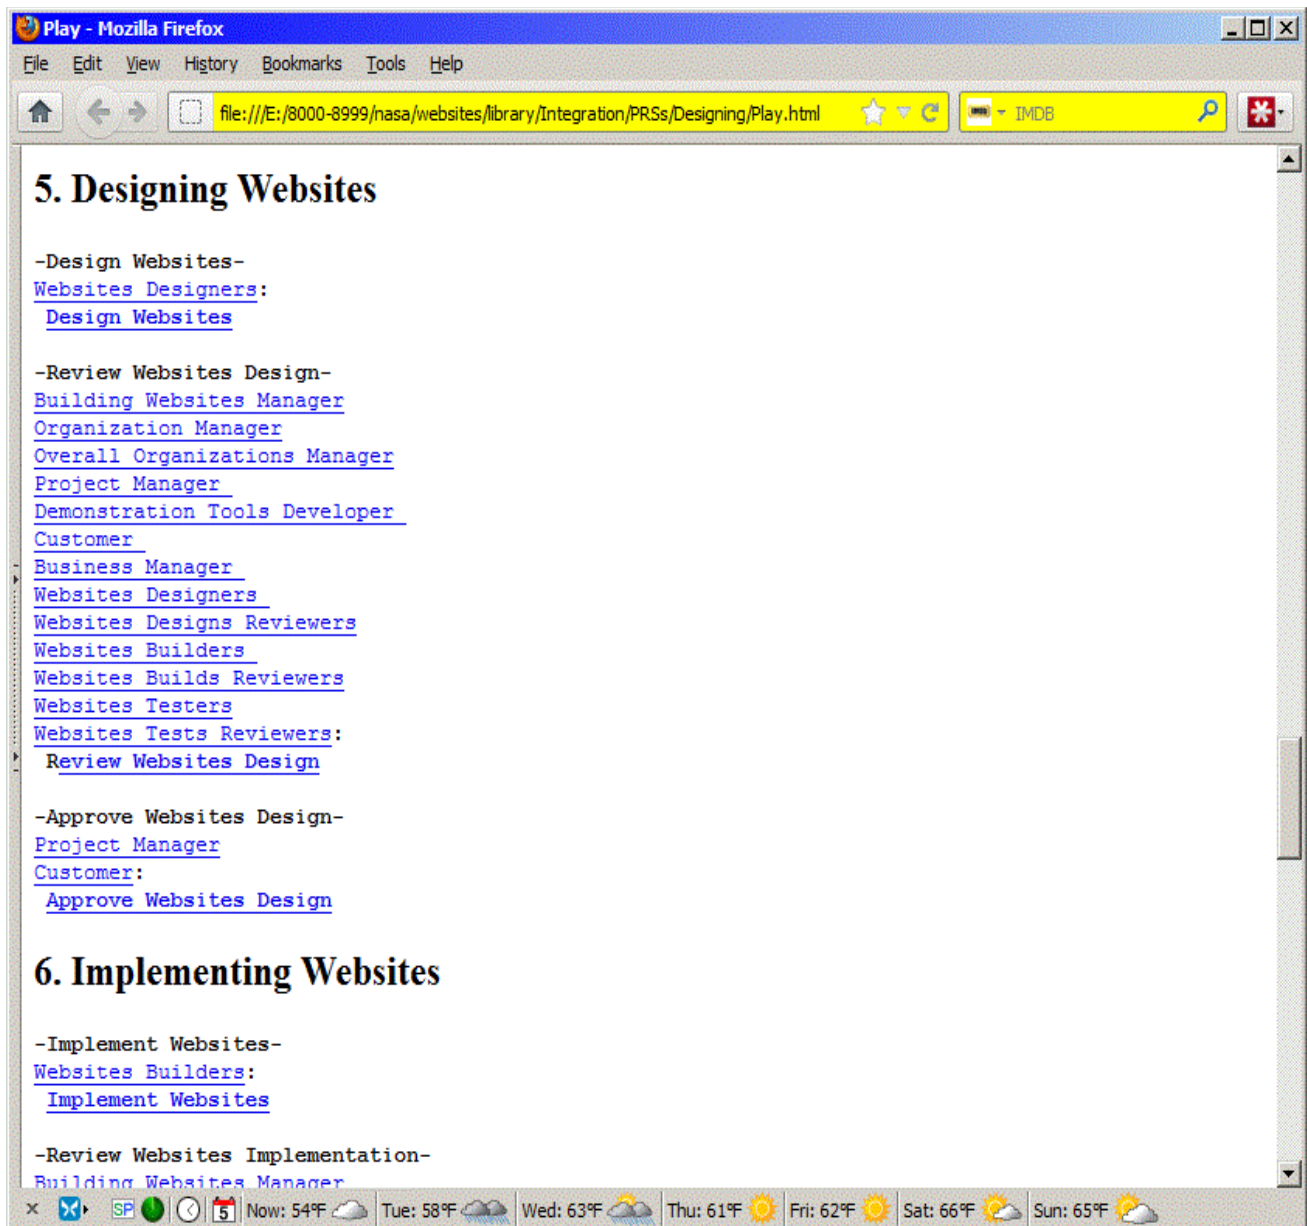 Play - Mozilla Firefox
File Edit View History Bookmarks Tools Help
file:///E:/8000-8999/nasa/websites/library/Integration/PRSs/Designing/Play.html IMDB
5. Designing Websites
-Design Websites-
Websites Designers:
Design Websites
-Review Websites Design-
Building Websites Manager
Organization Manager
Overall Organizations Manager
Project Manager
Demonstration Tools Developer
Customer
Business Manager
Websites Designers
Websites Designs Reviewers
Websites Builders
Websites Builds Reviewers
Websites Testers
Websites Tests Reviewers:
Review Websites Design
-Approve Websites Design-
Project Manager
Customer:
Approve Websites Design
6. Implementing Websites
-Implement Websites-
Websites Builders:
Implement Websites
-Review Websites Implementation-
Building Websites Manager
SP 5 Now: 54°F Tue: 58°F Wed: 63°F Thu: 61°F Fri: 62°F Sat: 66°F Sun: 65°F